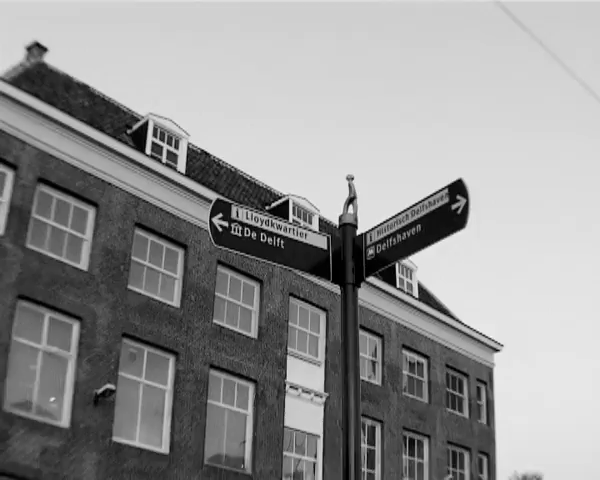 Lloydkwartier
De Delft
Historisch Delfshaven
Delfshaven